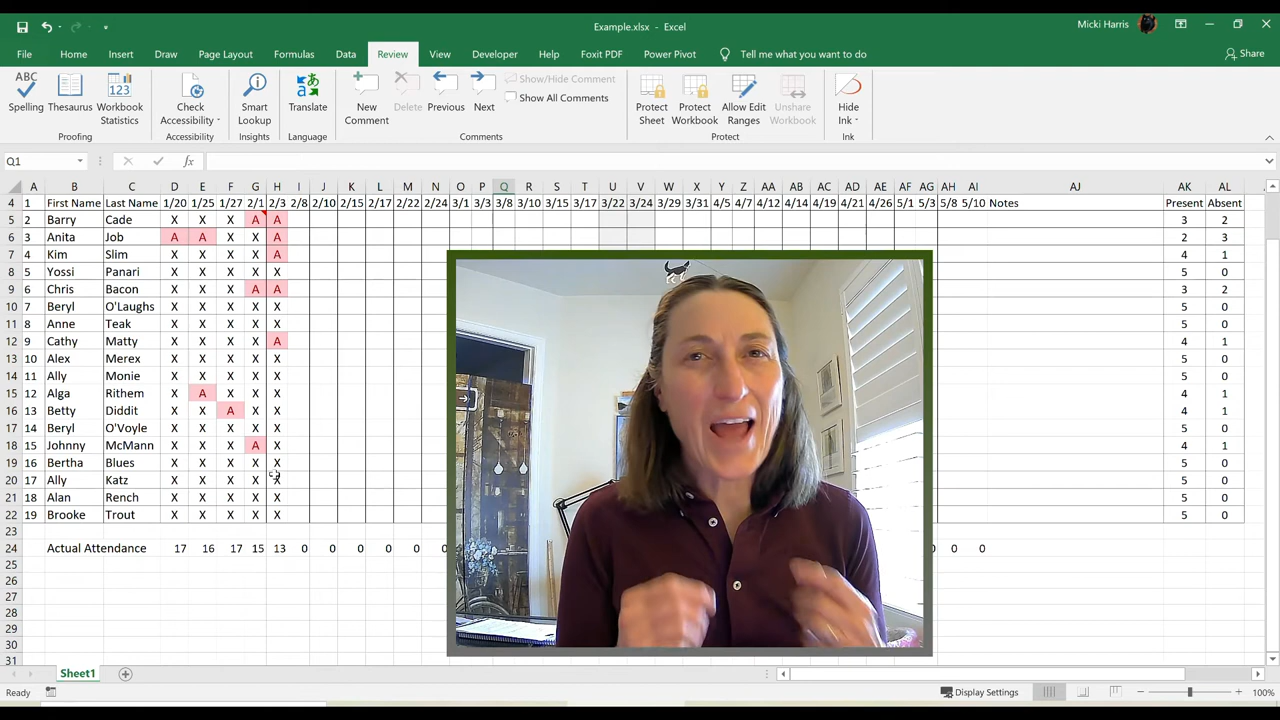 Example.xlsx - Excel
Micki Harris
File Home Insert Draw Page Layout Formulas Data Review View Developer Help Foxit PDF Power Pivot Tell me what you want to do Share
ABC 123
Show/Hide Comment
Show All Comments
Spelling Thesaurus Workbook Statistics Check Accessibility Smart Lookup Translate New Comment Delete Previous Next Protect Sheet Protect Workbook Allow Edit Ranges Unshare Workbook Hide Ink
Proofing Accessibility Insights Language Comments Protect Ink
Q1 fx
A B C D E F G H I J K L M N O P Q R S T U V W X Y Z AA AB AC AD AE AF AG AH AI AJ AK AL
4 1 First Name Last Name 1/20 1/25 1/27 2/1 2/3 2/8 2/10 2/15 2/17 2/22 2/24 3/1 3/3 3/8 3/10 3/15 3/17 3/22 3/24 3/29 3/31 4/5 4/7 4/12 4/14 4/19 4/21 4/26 5/1 5/3 5/8 5/10 Notes Present Absent
5 2 Barry Cade X X X A A 3 2
6 3 Anita Job A A X X A 2 3
7 4 Kim Slim X X X X A 4 1
8 5 Yossi Panari X X X X X 5 0
9 6 Chris Bacon X X X A A 3 2
10 7 Beryl O'Laughs X X X X X 5 0
11 8 Anne Teak X X X X X 5 0
12 9 Cathy Matty X X X X A 4 1
13 10 Alex Merex X X X X X 5 0
14 11 Ally Monie X X X X X 5 0
15 12 Alga Rithem X A X X X 4 1
16 13 Betty Diddit X X A X X 4 1
17 14 Beryl O'Voyle X X X X X 5 0
18 15 Johnny McMann X X X A X 4 1
19 16 Bertha Blues X X X X X 5 0
20 17 Ally Katz X X X X X 5 0
21 18 Alan Rench X X X X X 5 0
22 19 Brooke Trout X X X X X 5 0
23
24 Actual Attendance 17 16 17 15 13 0 0 0 0 0 0 0 0
25
26
27
28
29
30
31
Sheet1
Ready Display Settings 100%